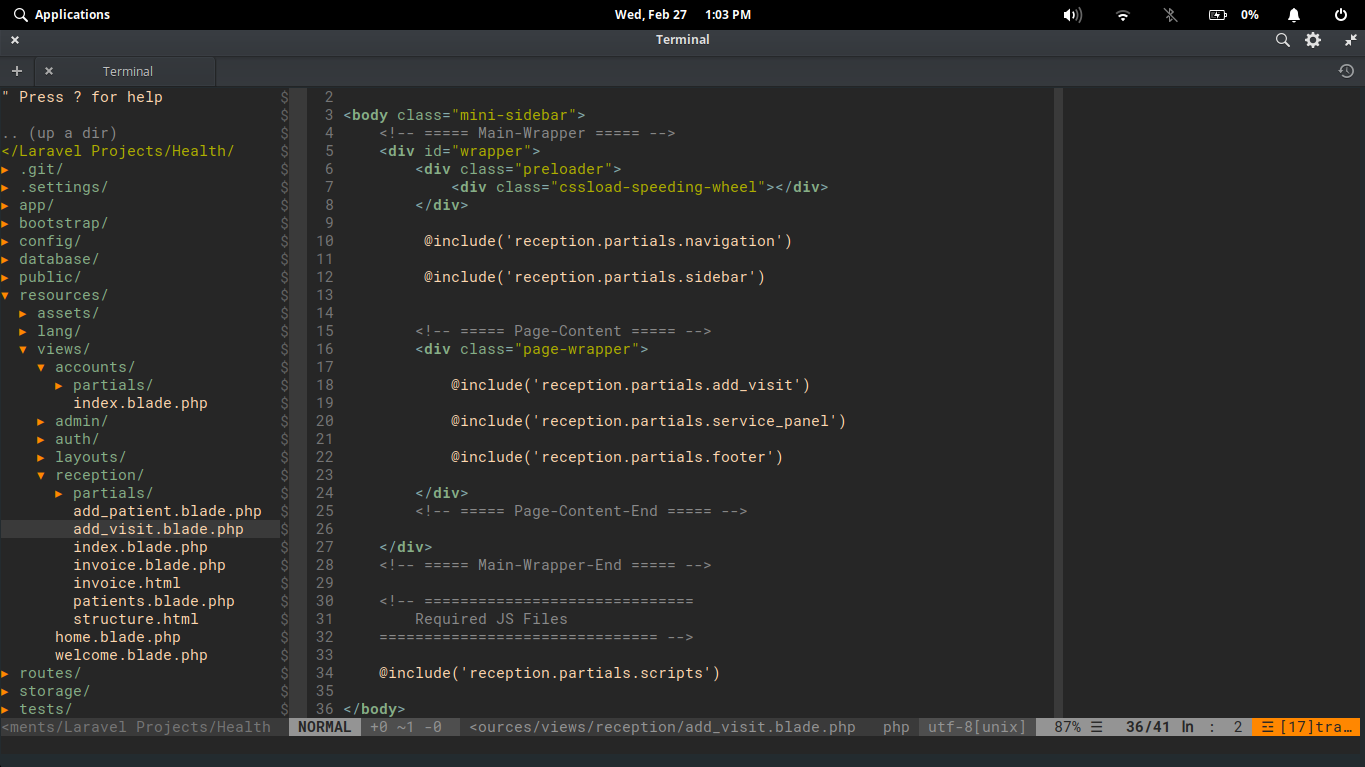 Applications
Wed, Feb 27 1:03 PM
0%
Terminal
Terminal
" Press ? for help
.. (up a dir)
</Laravel Projects/Health/
▸ .git/
▸ .settings/
▸ app/
▸ bootstrap/
▸ config/
▸ database/
▸ public/
▾ resources/
▸ assets/
▸ lang/
▾ views/
▾ accounts/
▸ partials/
index.blade.php
▸ admin/
▸ auth/
▸ layouts/
▾ reception/
▸ partials/
add_patient.blade.php
add_visit.blade.php
index.blade.php
invoice.blade.php
invoice.html
patients.blade.php
structure.html
home.blade.php
welcome.blade.php
▸ routes/
▸ storage/
▸ tests/
2
3 <body class="mini-sidebar">
4 <!-- ===== Main-Wrapper ===== -->
5 <div id="wrapper">
6 <div class="preloader">
7 <div class="cssload-speeding-wheel"></div>
8 </div>
9
10 @include('reception.partials.navigation')
11
12 @include('reception.partials.sidebar')
13
14
15 <!-- ===== Page-Content ===== -->
16 <div class="page-wrapper">
17
18 @include('reception.partials.add_visit')
19
20 @include('reception.partials.service_panel')
21
22 @include('reception.partials.footer')
23
24 </div>
25 <!-- ===== Page-Content-End ===== -->
26
27 </div>
28 <!-- ===== Main-Wrapper-End ===== -->
29
30 <!-- ==============================
31 Required JS Files
32 =============================== -->
33
34 @include('reception.partials.scripts')
35
36 </body>
<ments/Laravel Projects/Health NORMAL +0 ~1 -0 <ources/views/reception/add_visit.blade.php php utf-8[unix] 87% ☰ 36/41 ln : 2 ☲ [17]tra…